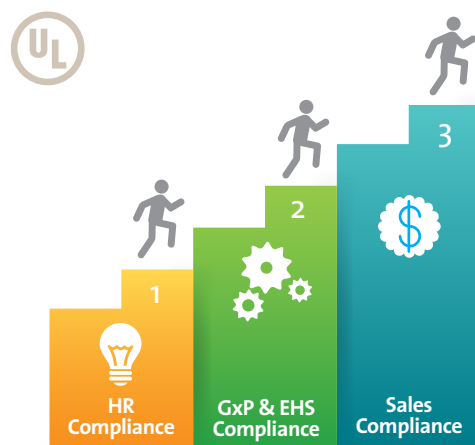 UL
1
2
3
HR
Compliance
GxP & EHS
Compliance
Sales
Compliance
$